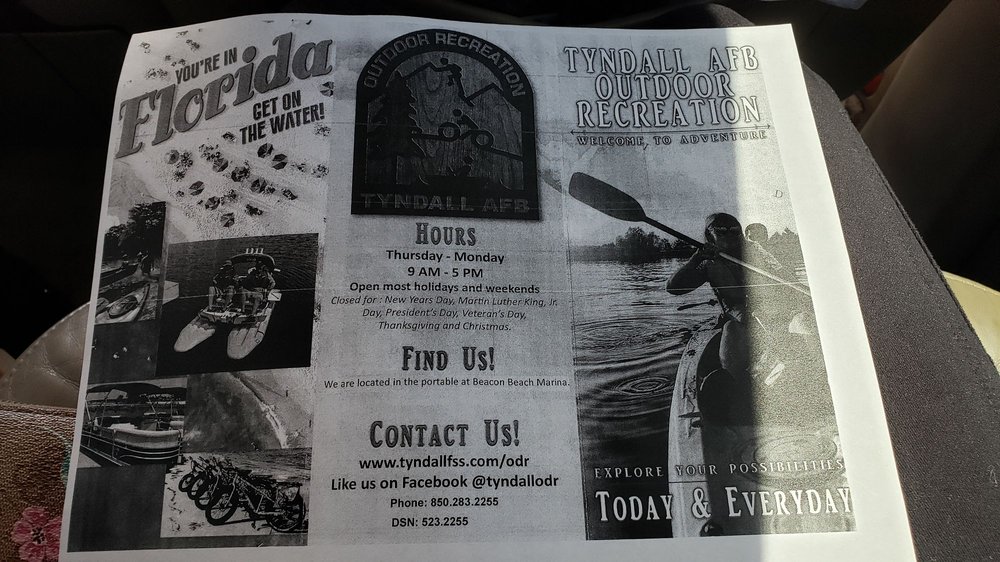 YOU'RE IN
Florida
GET ON
THE WATER!
OUTDOOR RECREATION
TYNDALL AFB
HOURS
Thursday - Monday
9 AM - 5 PM
Open most holidays and weekends
Closed for : New Years Day, Martin Luther King, Jr.
Day, President's Day, Veteran's Day,
Thanksgiving and Christmas.
FIND US!
We are located in the portable at Beacon Beach Marina.
CONTACT US!
www.tyndallfss.com/odr
Like us on Facebook @tyndallodr
Phone: 850.283.2255
DSN: 523.2255
TYNDALL AFB
OUTDOOR
RECREATION
WELCOME TO ADVENTURE
EXPLORE YOUR POSSIBILITIES
TODAY & EVERYDAY